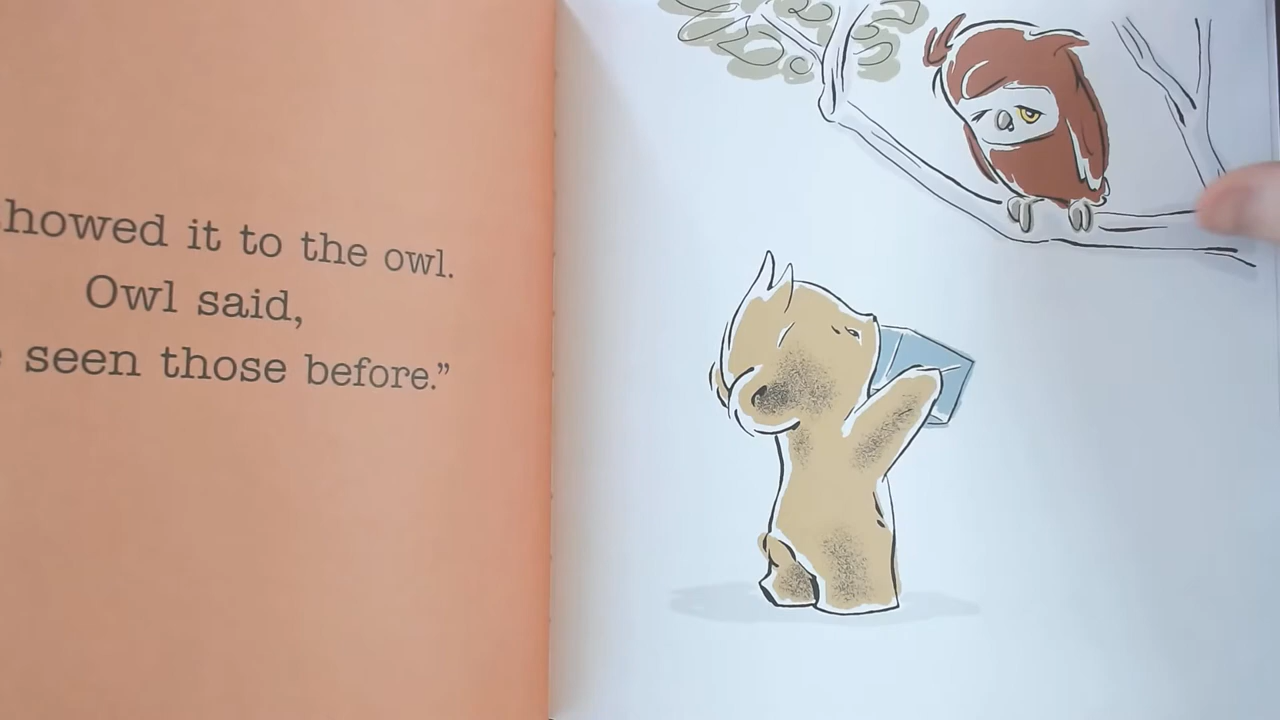 howed it to the owl.
Owl said,
seen those before.”